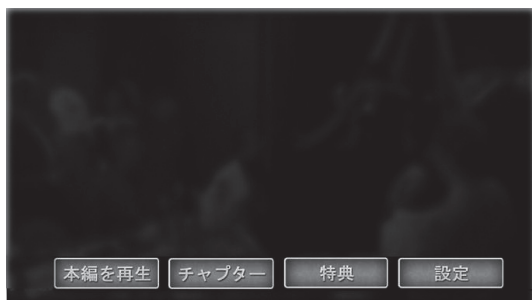 本編を再生
チャプター
特典
設定